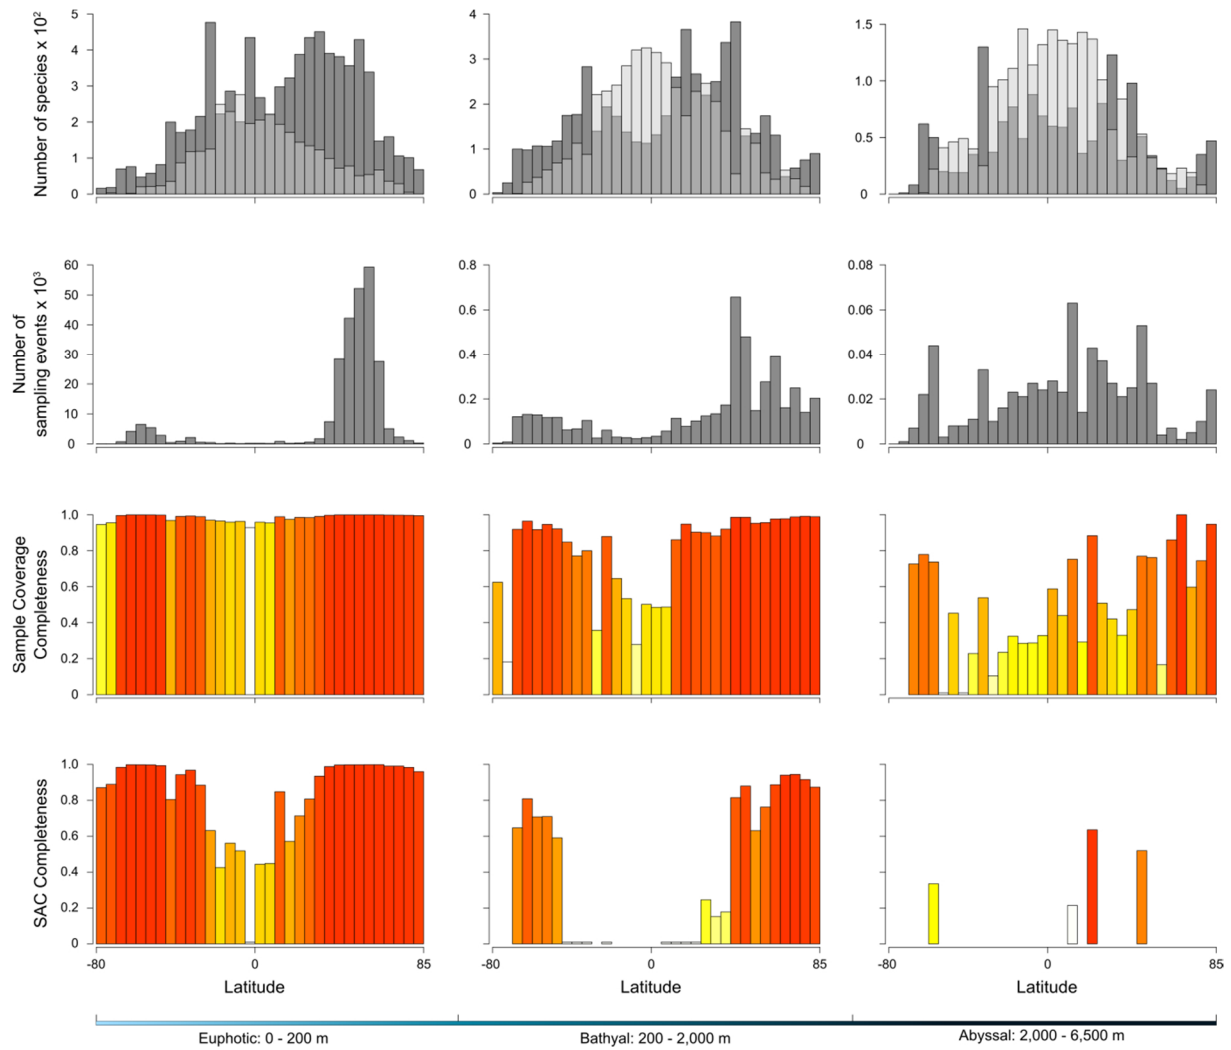 Number of species x 10²
5
4
3
2
1
0
4
3
2
1
0
1.5
1.0
0.5
0
Number of
sampling events x 10³
60
50
40
30
20
10
0
0.8
0.6
0.4
0.2
0
0.08
0.06
0.04
0.02
0
Sample Coverage
Completeness
1.0
0.8
0.6
0.4
0.2
0
SAC Completeness
1.0
0.8
0.6
0.4
0.2
0
-80 0 85
-80 0 85
-80 0 85
Latitude
Latitude
Latitude
Euphotic: 0 - 200 m
Bathyal: 200 - 2,000 m
Abyssal: 2,000 - 6,500 m